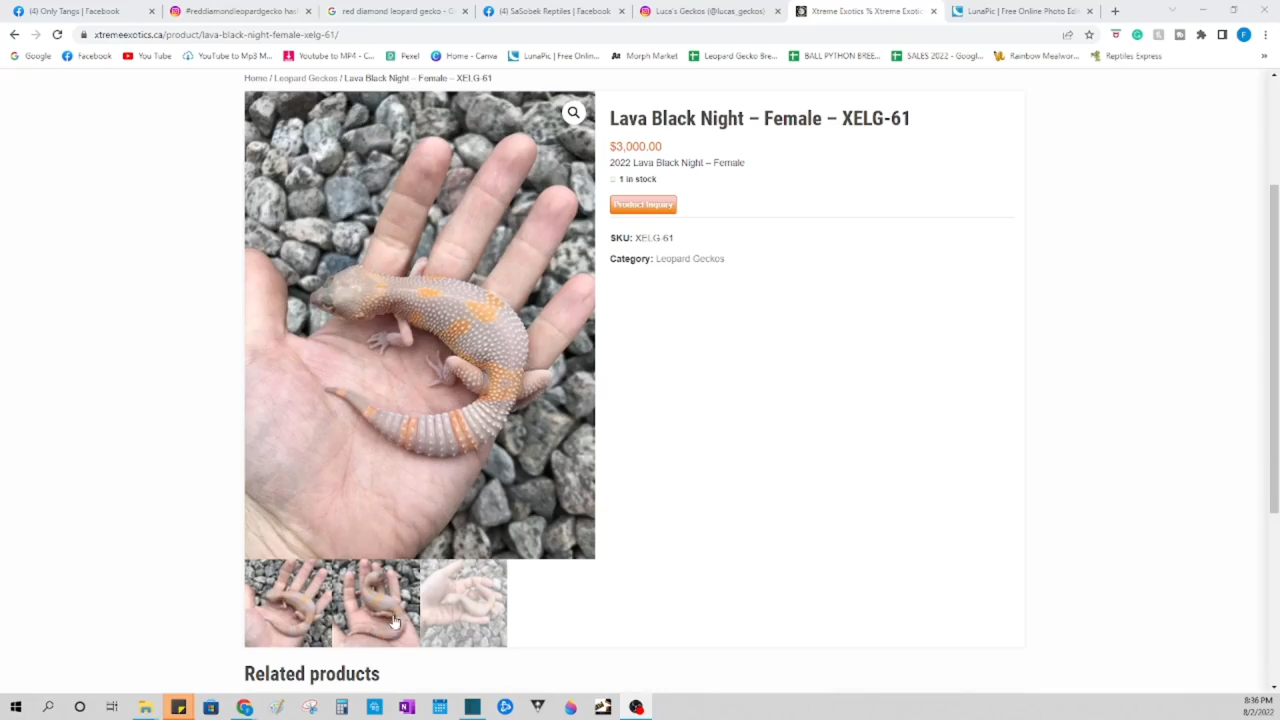 (4) Only Tangs | Facebook
#reddiamondleopardgecko has
red diamond leopard gecko - G
(4) SaSobek Reptiles | Facebook
Luca's Geckos (@lucas_geckos)
Xtreme Exotics % Xtreme Exotic
LunaPic | Free Online Photo Edi
xtremeexotics.ca/product/lava-black-night-female-xelg-61/
Google Facebook You Tube YouTube to Mp3 M... Youtube to MP4 - C... Pexel Home - Canva LunaPic | Free Onlin... Morph Market Leopard Gecko Bre... BALL PYTHON BREE... SALES 2022 - Googl... Rainbow Mealwor... Reptiles Express
Home / Leopard Geckos / Lava Black Night – Female – XELG-61
Lava Black Night – Female – XELG-61
$3,000.00
2022 Lava Black Night – Female
1 in stock
Product Inquiry
SKU: XELG-61
Category: Leopard Geckos
Related products
8:36 PM
8/2/2022